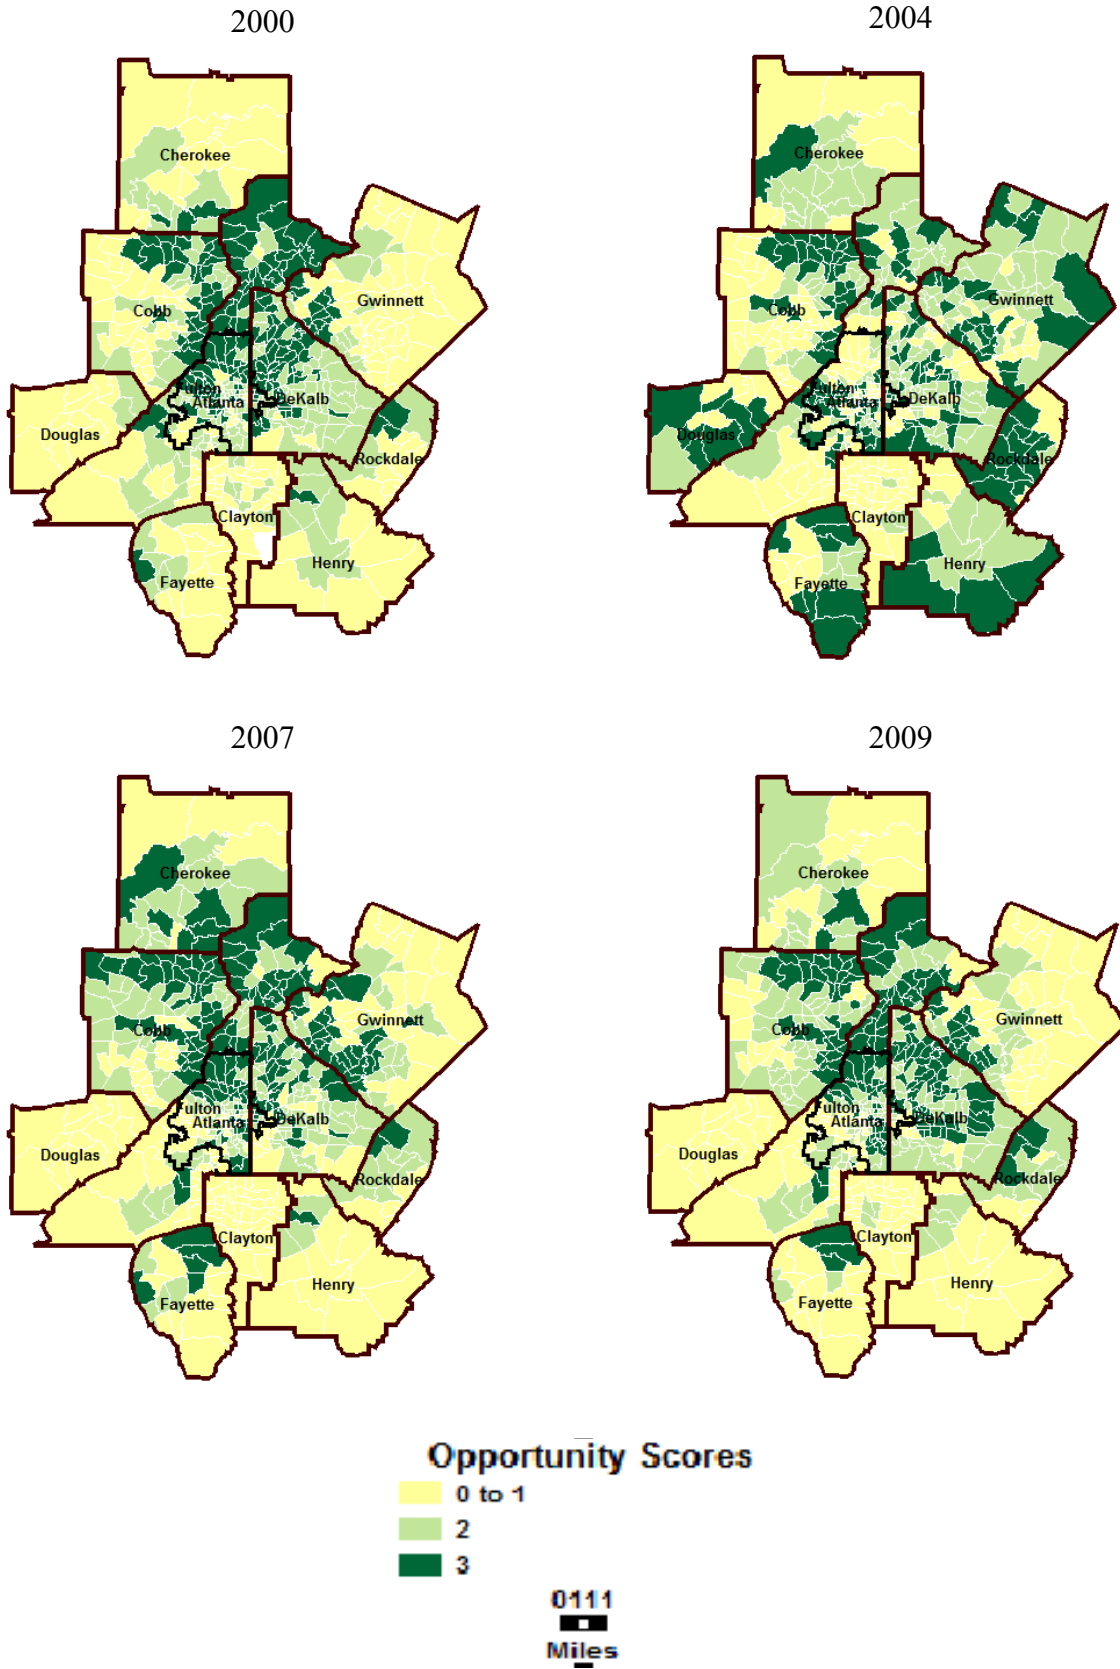 2000
2004
Cherokee
Cherokee
Gwinnett
Gwinnett
Cobb
Cobb
Fulton
Atlanta
DeKalb
Fulton
Atlanta
DeKalb
Douglas
Douglas
Rockdale
Rockdale
Clayton
Clayton
Henry
Henry
Fayette
Fayette
2007
2009
Cherokee
Cherokee
Gwinnett
Gwinnett
Cobb
Cobb
Fulton
Atlanta
DeKalb
Fulton
Atlanta
DeKalb
Douglas
Douglas
Rockdale
Rockdale
Clayton
Clayton
Henry
Henry
Fayette
Fayette
Opportunity Scores
0 to 1
2
3
0111
Miles